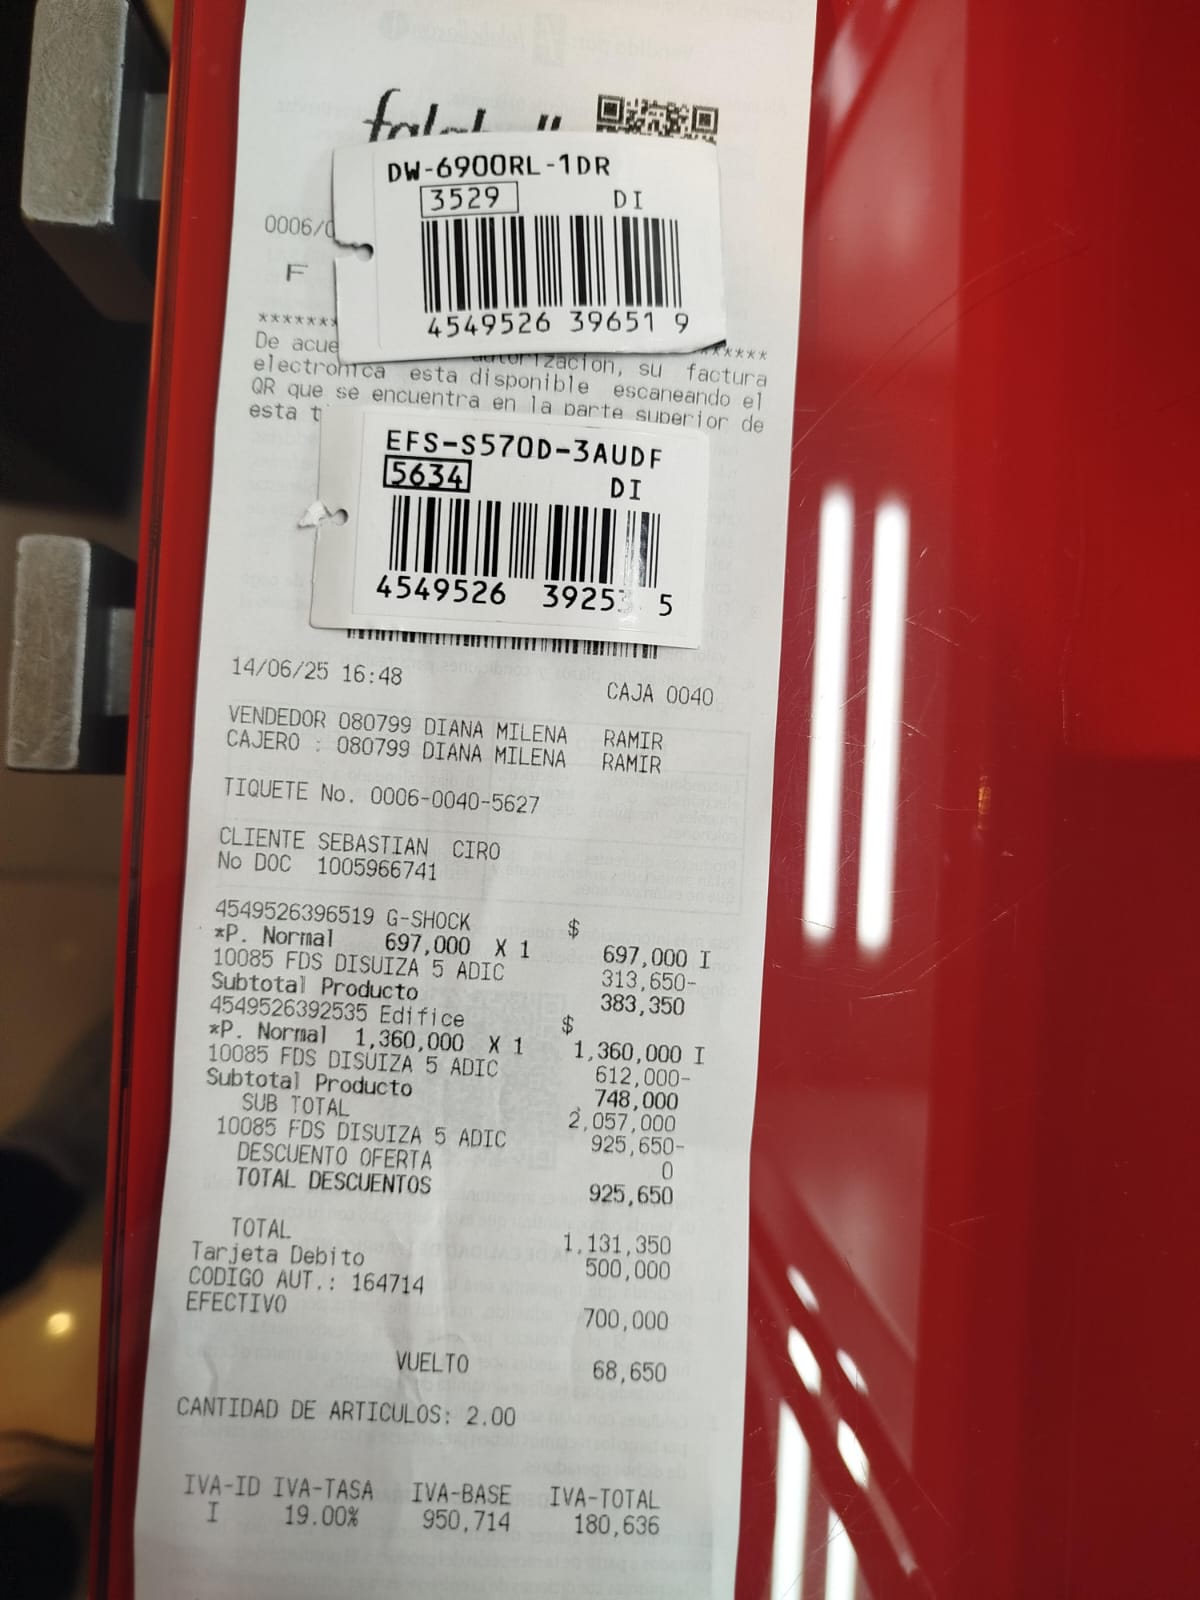 DW-6900RL-1DR
3529 DI
4549526 39651 9
0006/
F
*******
*******
De acue autorizacion, su factura
electronica esta disponible escaneando el
QR que se encuentra en la parte superior de
esta t
EFS-S570D-3AUDF
5634 DI
4549526 39253 5
14/06/25 16:48 CAJA 0040
VENDEDOR 080799 DIANA MILENA RAMIR
CAJERO : 080799 DIANA MILENA RAMIR
TIQUETE No. 0006-0040-5627
CLIENTE SEBASTIAN CIRO
No DOC 1005966741
4549526396519 G-SHOCK $
*P. Normal 697,000 X 1 697,000 I
10085 FDS DISUIZA 5 ADIC 313,650-
Subtotal Producto 383,350
4549526392535 Edifice $
*P. Normal 1,360,000 X 1 1,360,000 I
10085 FDS DISUIZA 5 ADIC 612,000-
Subtotal Producto 748,000
SUB TOTAL 2,057,000
10085 FDS DISUIZA 5 ADIC 925,650-
DESCUENTO OFERTA 0
TOTAL DESCUENTOS 925,650
TOTAL 1,131,350
Tarjeta Debito 500,000
CODIGO AUT.: 164714
EFECTIVO 700,000
VUELTO 68,650
CANTIDAD DE ARTICULOS: 2.00
IVA-ID IVA-TASA IVA-BASE IVA-TOTAL
I 19.00% 950,714 180,636